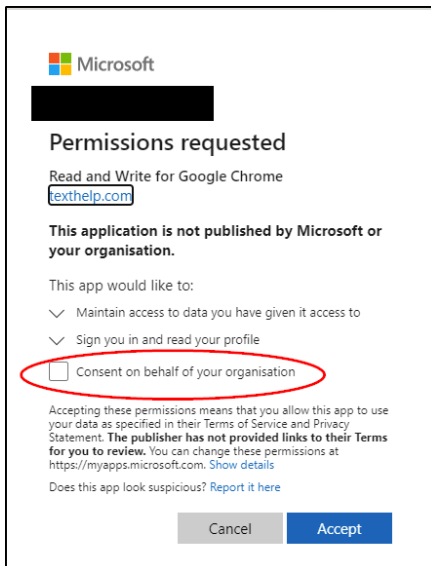 Microsoft
Permissions requested
Read and Write for Google Chrome
texthelp.com
This application is not published by Microsoft or
your organisation.
This app would like to:
Maintain access to data you have given it access to
Sign you in and read your profile
Consent on behalf of your organisation
Accepting these permissions means that you allow this app to use
your data as specified in their Terms of Service and Privacy
Statement. The publisher has not provided links to their Terms
for you to review. You can change these permissions at
https://myapps.microsoft.com. Show details
Does this app look suspicious? Report it here
Cancel Accept